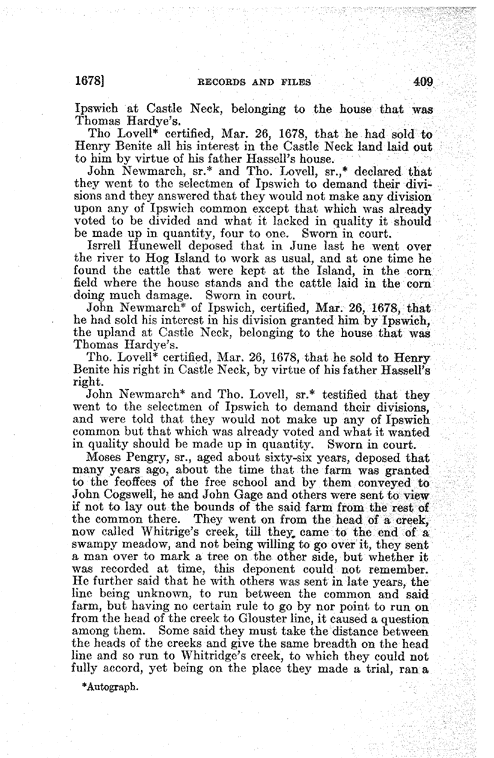 1678] RECORDS AND FILES 409
Ipswich at Castle Neck, belonging to the house that was
Thomas Hardye's.
Tho Lovell* certified, Mar. 26, 1678, that he had sold to
Henry Benite all his interest in the Castle Neck land laid out
to him by virtue of his father Hassell's house.
John Newmarch, sr.* and Tho. Lovell, sr.,* declared that
they went to the selectmen of Ipswich to demand their divi-
sions and they answered that they would not make any division
upon any of Ipswich common except that which was already
voted to be divided and what it lacked in quality it should
be made up in quantity, four to one. Sworn in court.
Isrrell Hunewell deposed that in June last he went over
the river to Hog Island to work as usual, and at one time he
found the cattle that were kept at the Island, in the corn
field where the house stands and the cattle laid in the corn
doing much damage. Sworn in court.
John Newmarch* of Ipswich, certified, Mar. 26, 1678, that
he had sold his interest in his division granted him by Ipswich,
the upland at Castle Neck, belonging to the house that was
Thomas Hardye's.
Tho. Lovell* certified, Mar. 26, 1678, that he sold to Henry
Benite his right in Castle Neck, by virtue of his father Hassell's
right.
John Newmarch* and Tho. Lovell, sr.* testified that they
went to the selectmen of Ipswich to demand their divisions,
and were told that they would not make up any of Ipswich
common but that which was already voted and what it wanted
in quality should be made up in quantity. Sworn in court.
Moses Pengry, sr., aged about sixty-six years, deposed that
many years ago, about the time that the farm was granted
to the feoffees of the free school and by them conveyed to
John Cogswell, he and John Gage and others were sent to view
if not to lay out the bounds of the said farm from the rest of
the common there. They went on from the head of a creek,
now called Whitrige's creek, till they came to the end of a
swampy meadow, and not being willing to go over it, they sent
a man over to mark a tree on the other side, but whether it
was recorded at time, this deponent could not remember.
He further said that he with others was sent in late years, the
line being unknown, to run between the common and said
farm, but having no certain rule to go by nor point to run on
from the head of the creek to Glouster line, it caused a question
among them. Some said they must take the distance between
the heads of the creeks and give the same breadth on the head
line and so run to Whitridge's creek, to which they could not
fully accord, yet being on the place they made a trial, ran a
*Autograph.